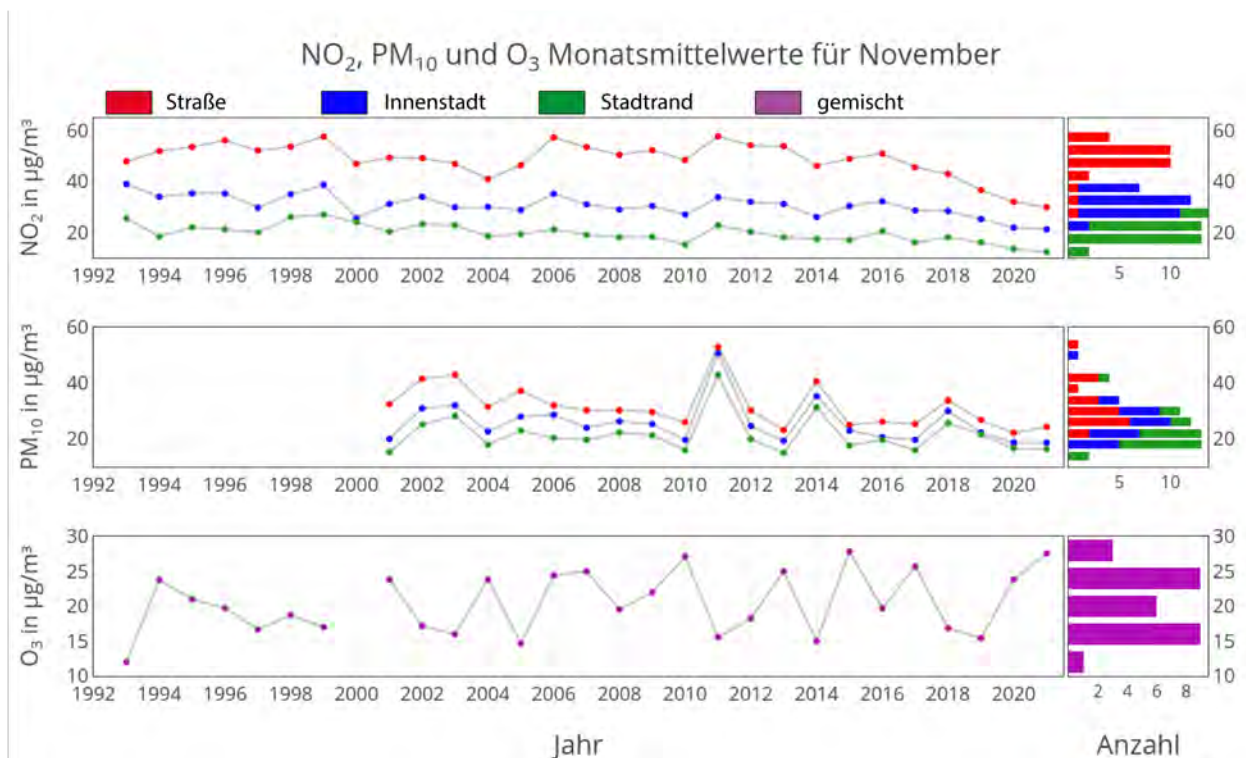 NO₂, PM₁₀ und O₃ Monatsmittelwerte für November
Straße Innenstadt Stadtrand gemischt
NO₂ in µg/m³
60
40
20
1992 1994 1996 1998 2000 2002 2004 2006 2008 2010 2012 2014 2016 2018 2020
60
40
20
5 10
PM₁₀ in µg/m³
60
40
20
1992 1994 1996 1998 2000 2002 2004 2006 2008 2010 2012 2014 2016 2018 2020
60
40
20
5 10
O₃ in µg/m³
30
25
20
15
10
1992 1994 1996 1998 2000 2002 2004 2006 2008 2010 2012 2014 2016 2018 2020
30
25
20
15
10
2 4 6 8
Jahr Anzahl